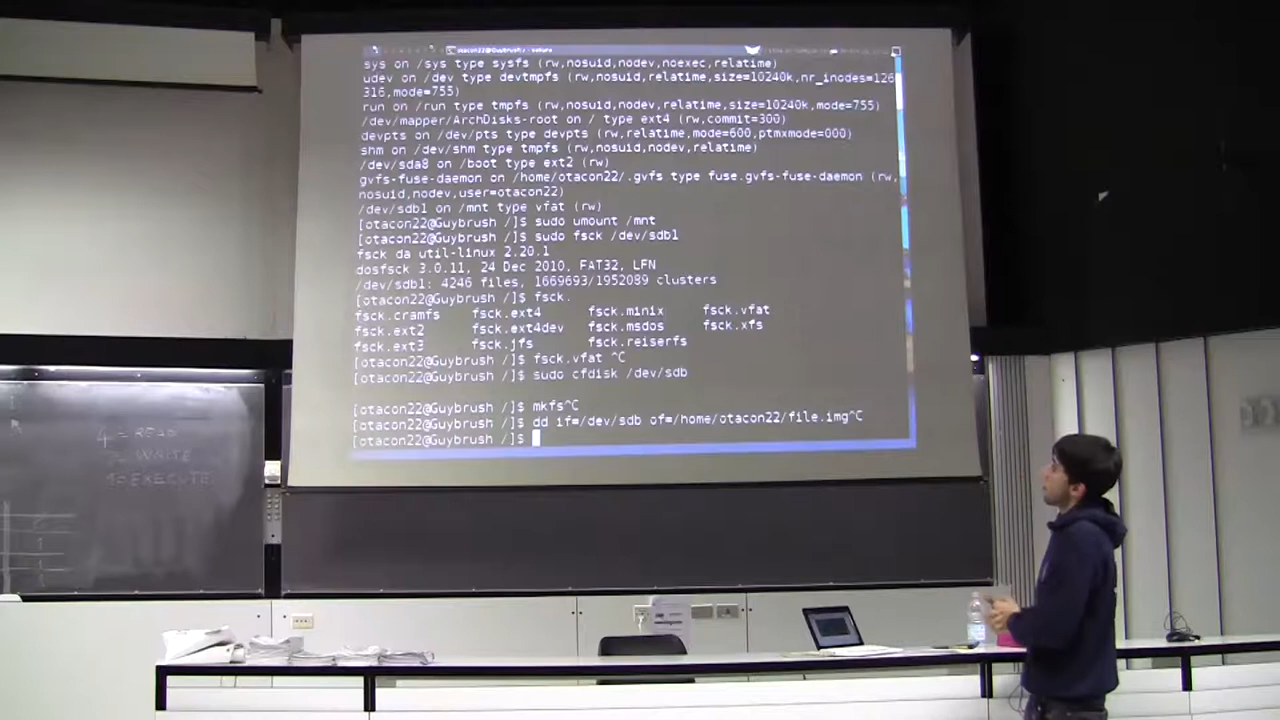 otacon22@Guybrush:/ - sakura
sys on /sys type sysfs (rw,nosuid,nodev,noexec,relatime)
udev on /dev type devtmpfs (rw,nosuid,relatime,size=10240k,nr_inodes=126
316,mode=755)
run on /run type tmpfs (rw,nosuid,nodev,relatime,size=10240k,mode=755)
/dev/mapper/ArchDisks-root on / type ext4 (rw,commit=300)
devpts on /dev/pts type devpts (rw,relatime,mode=600,ptmxmode=000)
shm on /dev/shm type tmpfs (rw,nosuid,nodev,relatime)
/dev/sda8 on /boot type ext2 (rw)
gvfs-fuse-daemon on /home/otacon22/.gvfs type fuse.gvfs-fuse-daemon (rw,
nosuid,nodev,user=otacon22)
/dev/sdb1 on /mnt type vfat (rw)
[otacon22@Guybrush /]$ sudo umount /mnt
[otacon22@Guybrush /]$ sudo fsck /dev/sdb1
fsck da util-linux 2.20.1
dosfsck 3.0.11, 24 Dec 2010, FAT32, LFN
/dev/sdb1: 4246 files, 1669693/1952089 clusters
[otacon22@Guybrush /]$ fsck.
fsck.cramfs fsck.ext4 fsck.minix fsck.vfat
fsck.ext2 fsck.ext4dev fsck.msdos fsck.xfs
fsck.ext3 fsck.jfs fsck.reiserfs
[otacon22@Guybrush /]$ fsck.vfat ^C
[otacon22@Guybrush /]$ sudo cfdisk /dev/sdb
[otacon22@Guybrush /]$ mkfs^C
[otacon22@Guybrush /]$ dd if=/dev/sdb of=/home/otacon22/file.img^C
[otacon22@Guybrush /]$
4 = READ
WRITE
EXECUTE